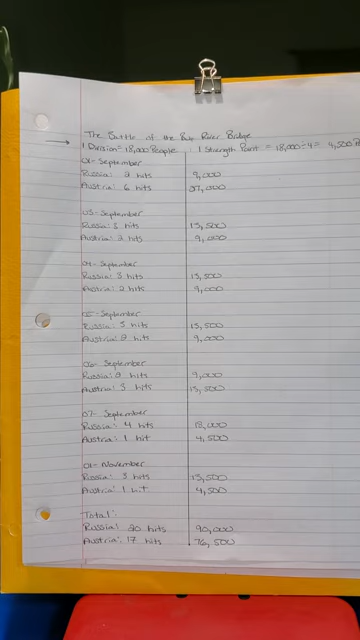 The Battle of the Bug River Bridge
1 Division = 18,000 People 1 Strength Point = 18,000 ÷ 4 = 4,500
02 - September
Russia: 2 hits 9,000
Austria: 6 hits 27,000
03 - September
Russia: 3 hits 13,500
Austria: 2 hits 9,000
04 - September
Russia: 3 hits 13,500
Austria: 2 hits 9,000
05 - September
Russia: 3 hits 13,500
Austria: 2 hits 9,000
06 - September
Russia: 2 hits 9,000
Austria: 3 hits 13,500
07 - September
Russia: 4 hits 18,000
Austria: 1 hit 4,500
01 - November
Russia: 3 hits 13,500
Austria: 1 hit 4,500
Total:
Russia: 20 hits 90,000
Austria: 17 hits 76,500